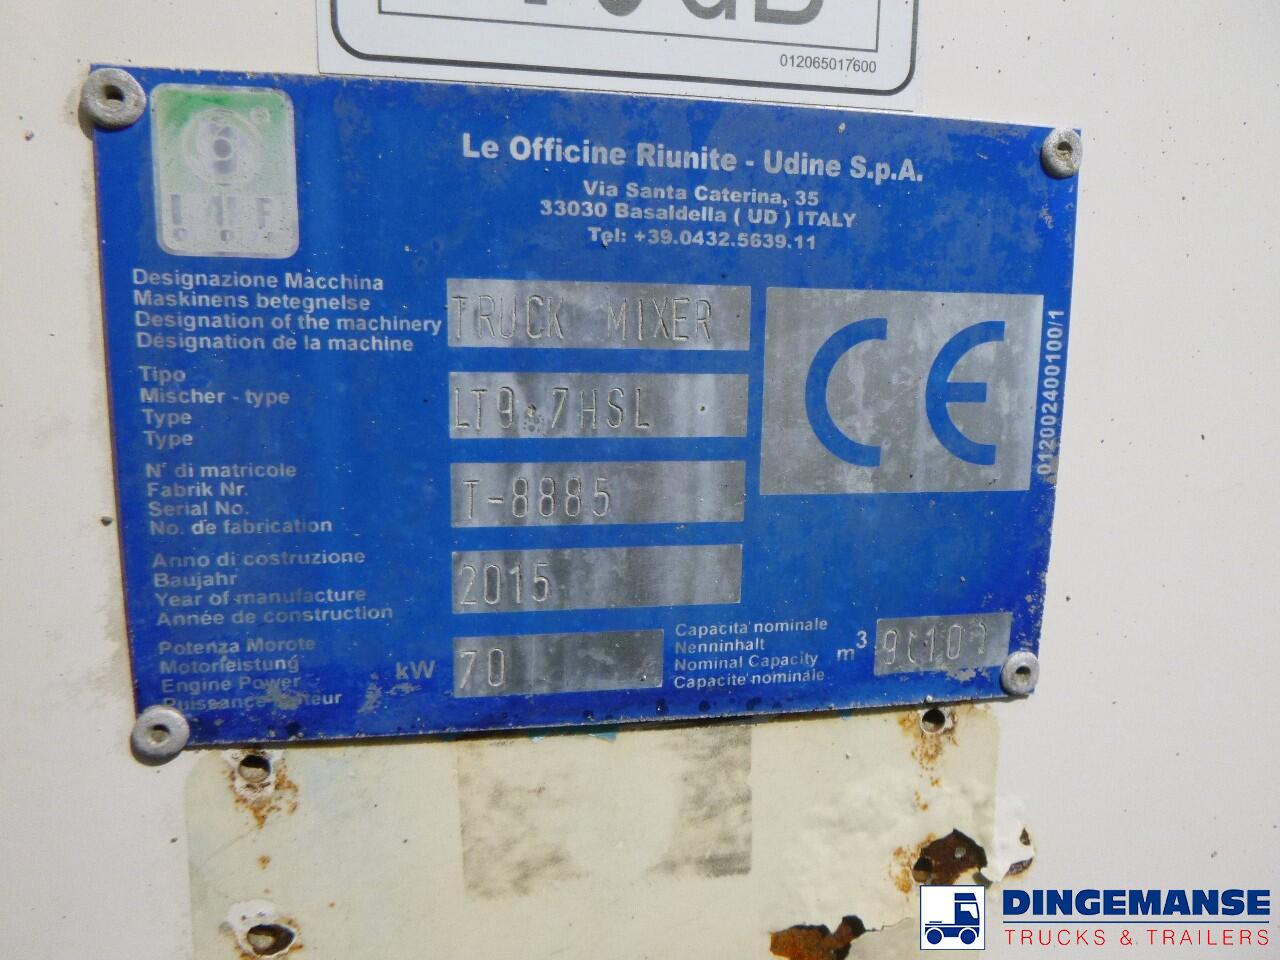 012065017600
Le Officine Riunite - Udine S.p.A.
Via Santa Caterina, 35
33030 Basaldella ( UD ) ITALY
Tel: +39.0432.5639.11
Designazione Macchina
Maskinens betegnelse
Designation of the machinery
Désignation de la machine
TRUCK MIXER
Tipo
Mischer - type
Type
Type
LT9.7HSL
N° di matricole
Fabrik Nr.
Serial No.
No. de fabrication
T-8885
Anno di costruzione
Baujahr
Year of manufacture
Année de construction
2015
Potenza Morote
Motorleistung
Engine Power
Puissance
kW
70
Capacita' nominale
Nenninhalt
Nominal Capacity
Capacite' nominale
m³
CE
012002400100/1
DINGEMANSE
TRUCKS & TRAILERS